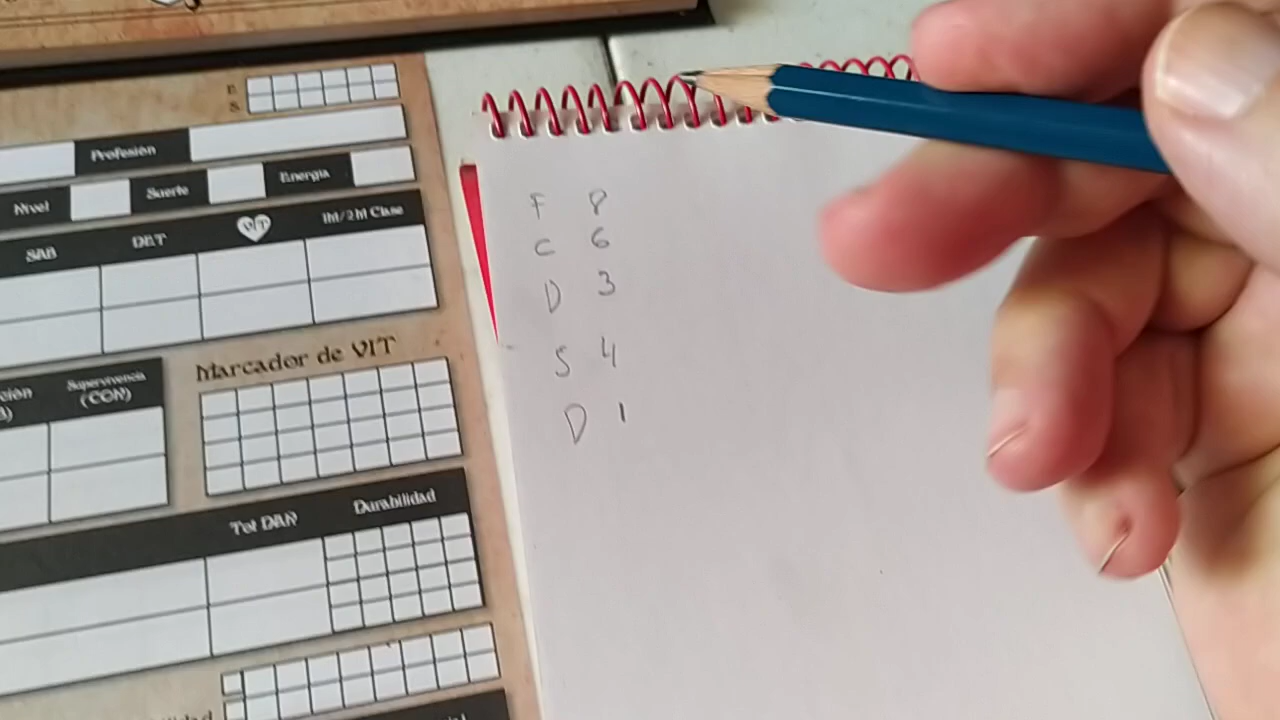 Profesión
Nivel Suerte Energía
SAB DET VIT 1M/2M Clase
Supervivencia
(CON)
Marcador de VIT
Tot DAÑ Durabilidad
F 8
C 6
D 3
S 4
D 1